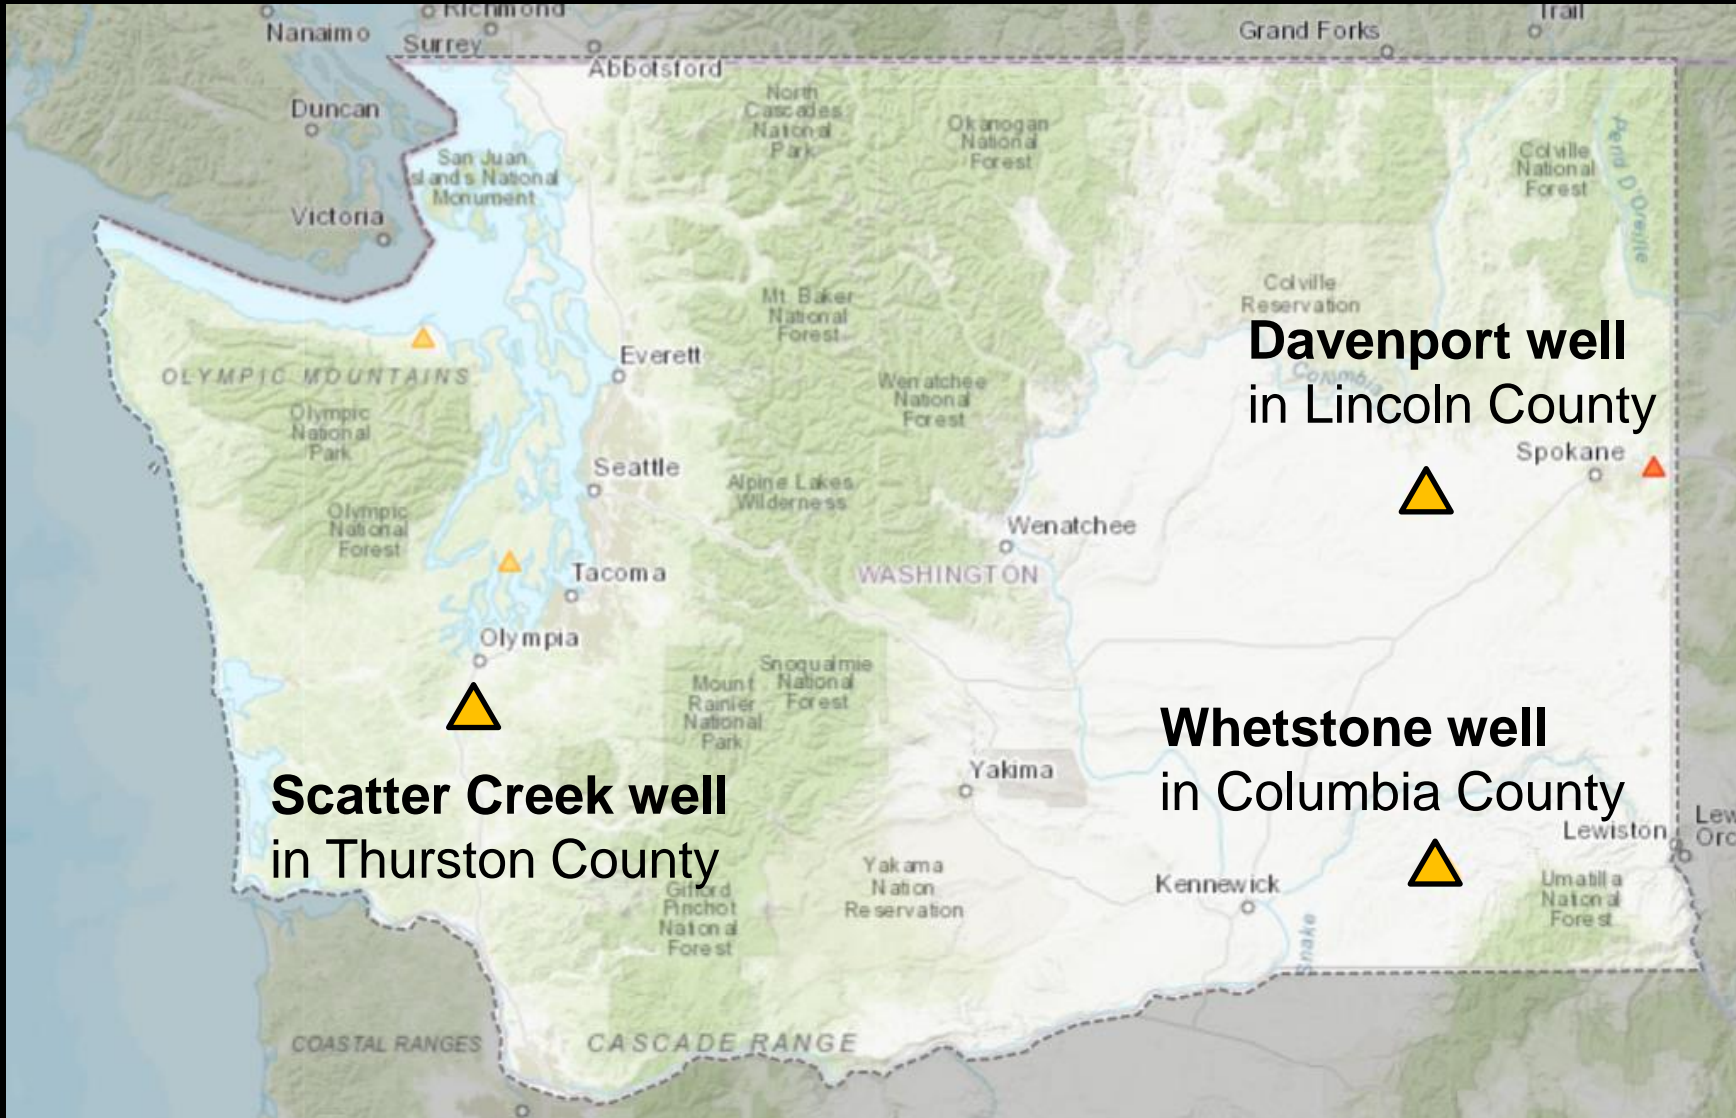 Richmond
Trail
Nanaimo
Surrey
Grand Forks
Abbotsford
Duncan
North
Cascades
National
Park
Okanogan
National
Forest
Pend D'Oreille
Colville
National
Forest
San Juan
Islands National
Monument
Victoria
Colville
Reservation
Mt. Baker
National
Forest
Davenport well
in Lincoln County
Columbia
Everett
OLYMPIC MOUNTAINS
Olympic
National
Park
Wenatchee
National
Forest
Spokane
Seattle
Alpine Lakes
Wilderness
Olympic
National
Forest
Wenatchee
Tacoma
WASHINGTON
Olympia
Snoqualmie
National
Forest
Mount
Rainier
National
Park
Whetstone well
in Columbia County
Yakima
Scatter Creek well
in Thurston County
Lewiston
Lew
Orc
Yakama
Nation
Reservation
Kennewick
Umatilla
National
Forest
Gifford
Pinchot
National
Forest
Snake
COASTAL RANGES
CASCADE RANGE